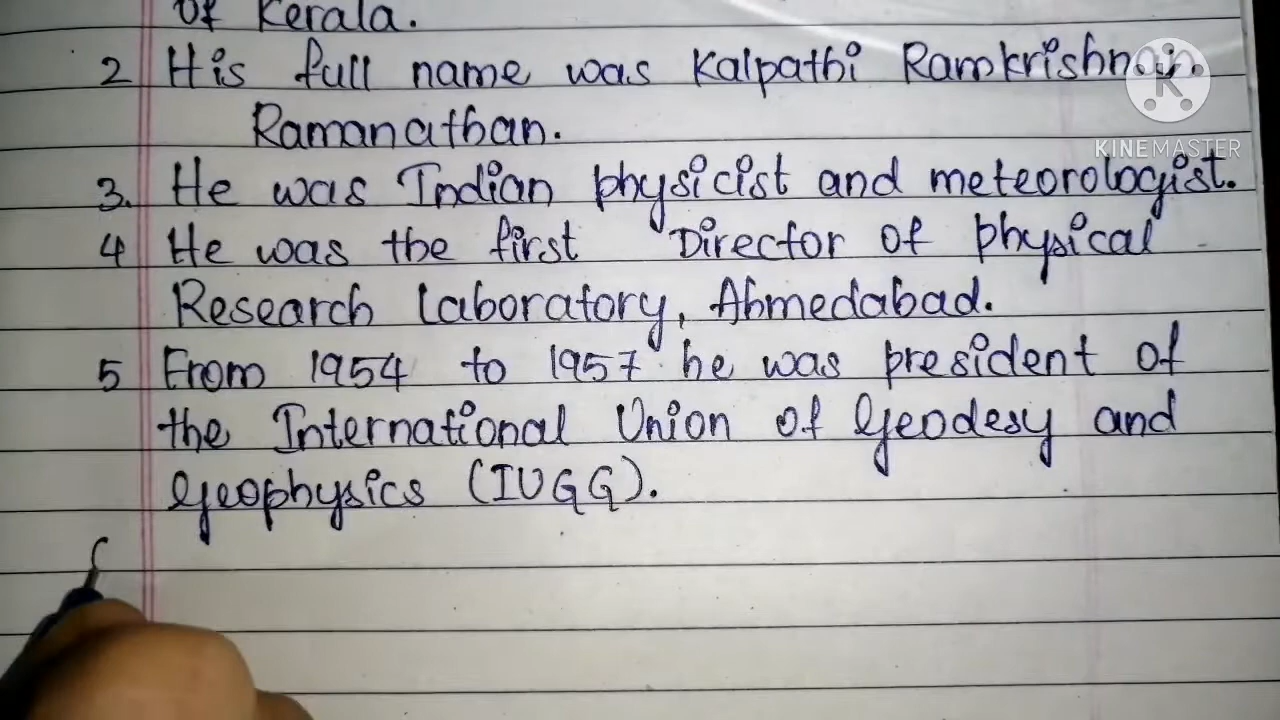 of Kerala.
2 His full name was Kalpathi Ramkrishnan
Ramanathan.
3. He was Indian physicist and meteorologist.
4 He was the first Director of physical
Research Laboratory, Ahmedabad.
5 From 1954 to 1957 he was president of
the International Union of Geodesy and
Geophysics (IUGG).
K
KINEMASTER